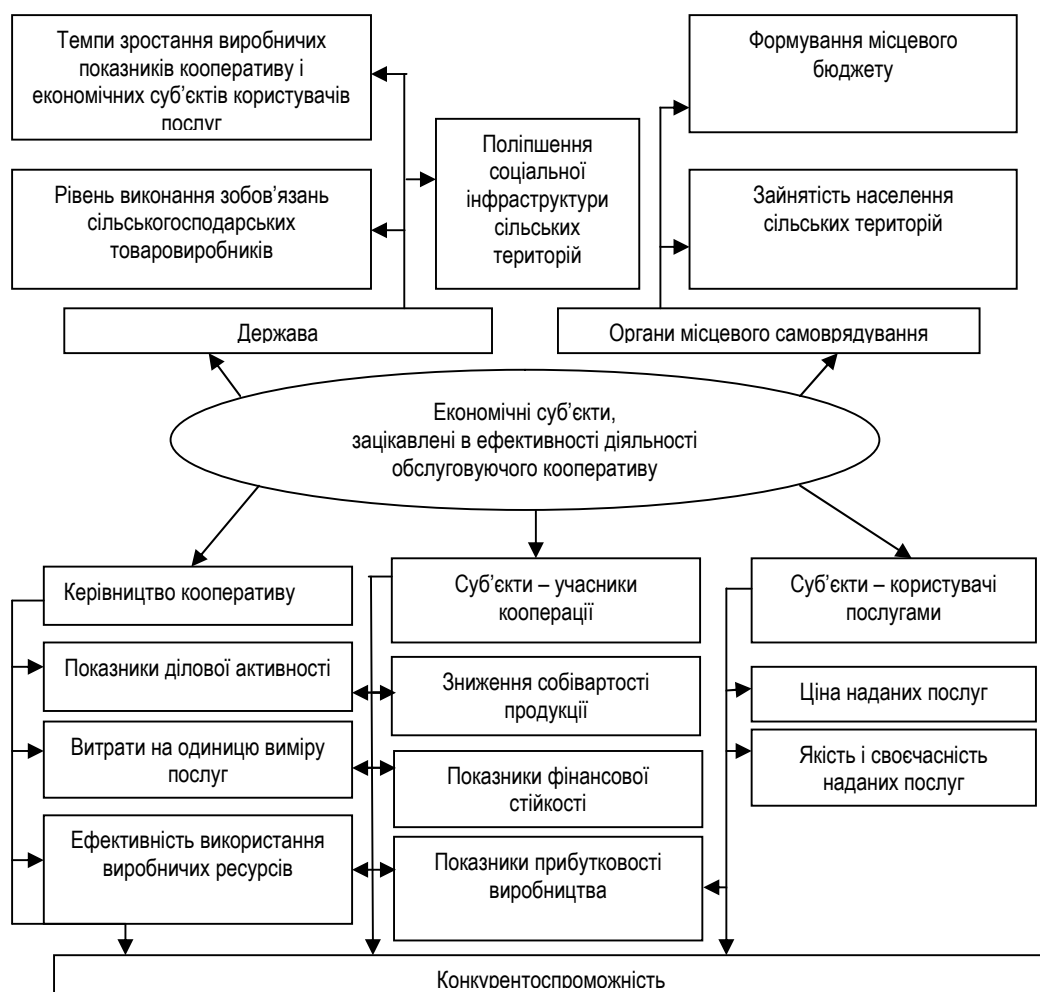 Темпи зростання виробничих
показників кооперативу і
економічних суб’єктів користувачів
послуг
Формування місцевого
бюджету
Поліпшення
соціальної
інфраструктури
сільських
територій
Рівень виконання зобов’язань
сільськогосподарських
товаровиробників
Зайнятість населення
сільських територій
Держава
Органи місцевого самоврядування
Економічні суб’єкти,
зацікавлені в ефективності діяльності
обслуговуючого кооперативу
Керівництво кооперативу
Суб’єкти – учасники
кооперації
Суб’єкти – користувачі
послугами
Показники ділової активності
Зниження собівартості
продукції
Ціна наданих послуг
Витрати на одиницю виміру
послуг
Показники фінансової
стійкості
Якість і своєчасність
наданих послуг
Ефективність використання
виробничих ресурсів
Показники прибутковості
виробництва
Конкурентоспроможність